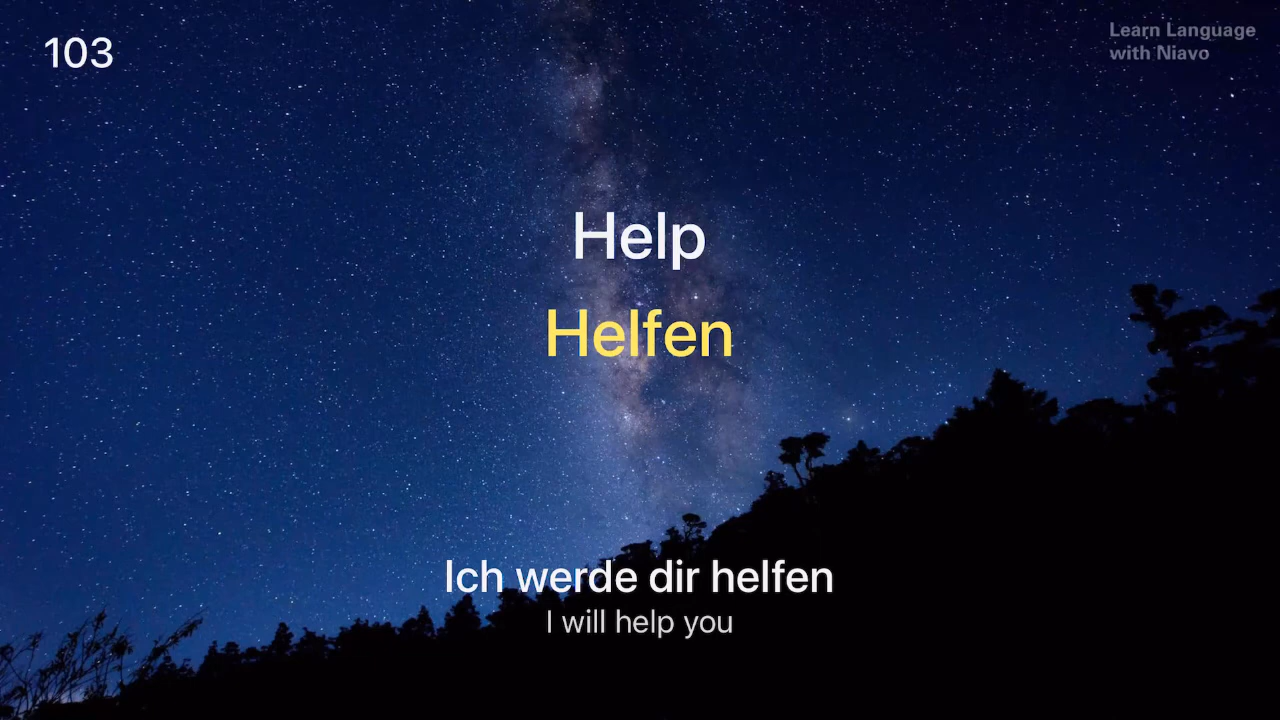 103
Learn Language
with Niavo
Help
Helfen
Ich werde dir helfen
I will help you